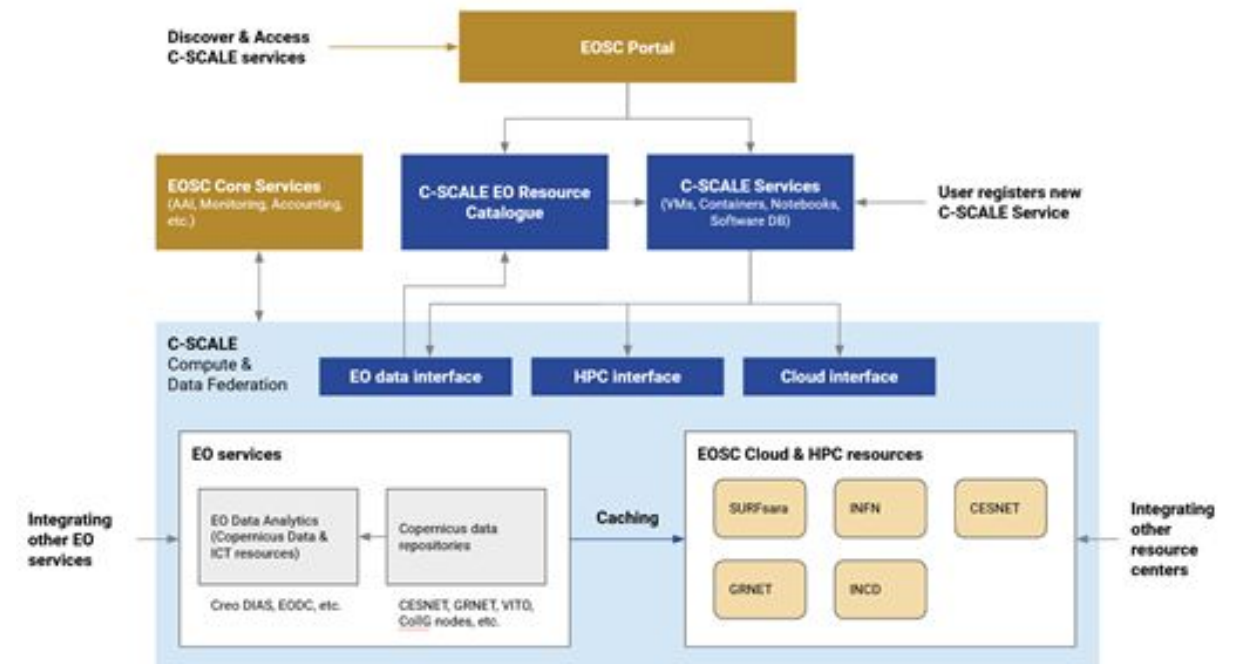 Discover & Access
C-SCALE services
EOSC Portal
EOSC Core Services
(AAI, Monitoring, Accounting,
etc.)
C-SCALE EO Resource
Catalogue
C-SCALE Services
(VMs, Containers, Notebooks,
Software DB)
User registers new
C-SCALE Service
C-SCALE
Compute &
Data Federation
EO data interface
HPC interface
Cloud interface
EO services
EO Data Analytics
(Copernicus Data &
ICT resources)
Copernicus data
repositories
Creo DIAS, EODC, etc.
CESNET, GRNET, VITO,
CollG nodes, etc.
Integrating
other EO
services
Caching
EOSC Cloud & HPC resources
SURFsara
INFN
CESNET
GRNET
INCD
Integrating
other
resource
centers